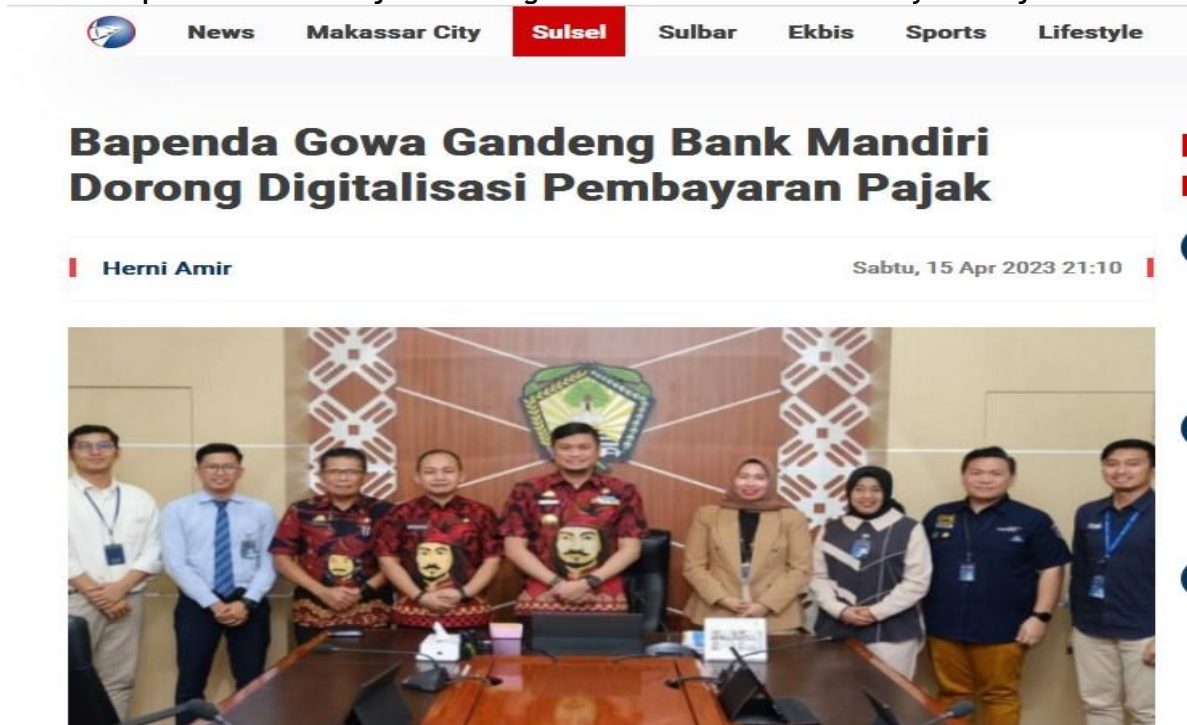 News Makassar City Sulsel Sulbar Ekbis Sports Lifestyle
Bapenda Gowa Gandeng Bank Mandiri
Dorong Digitalisasi Pembayaran Pajak
Herni Amir
Sabtu, 15 Apr 2023 21:10